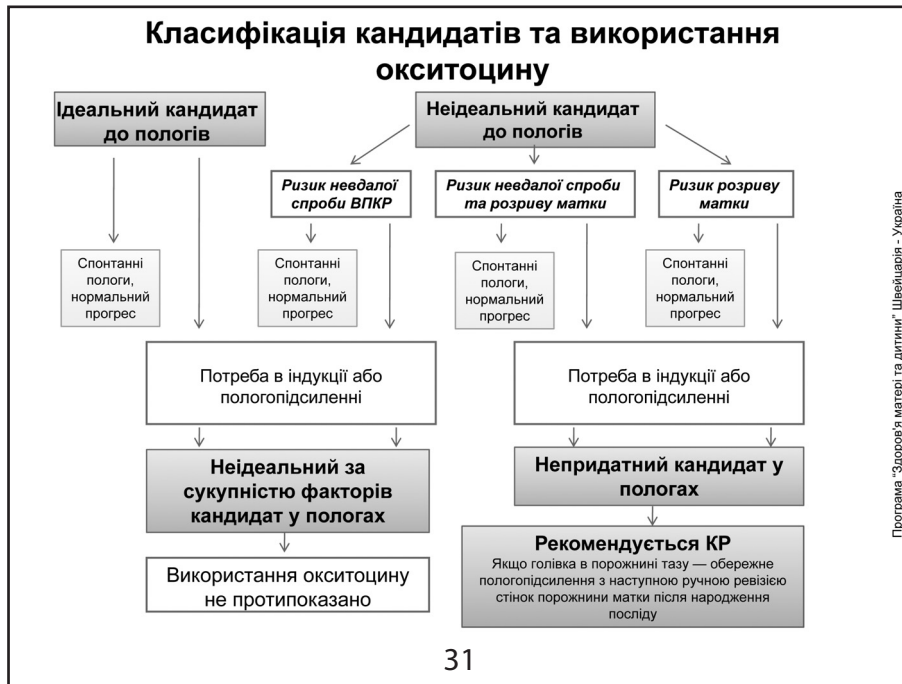 Класифікація кандидатів та використання
окситоцину
Ідеальний кандидат
до пологів
Неідеальний кандидат
до пологів
Ризик невдалої
спроби ВПКР
Ризик невдалої спроби
та розриву матки
Ризик розриву
матки
Спонтанні
пологи,
нормальний
прогрес
Спонтанні
пологи,
нормальний
прогрес
Спонтанні
пологи,
нормальний
прогрес
Спонтанні
пологи,
нормальний
прогрес
Потреба в індукції або
пологопідсиленні
Потреба в індукції або
пологопідсиленні
Неідеальний за
сукупністю факторів
кандидат у пологах
Непридатний кандидат у
пологах
Використання окситоцину
не протипоказано
Рекомендується КР
Якщо голівка в порожнині тазу — обережне
пологопідсилення з наступною ручною ревізією
стінок порожнини матки після народження
посліду
Програма "Здоров'я матері та дитини" Швейцарія - Україна
31